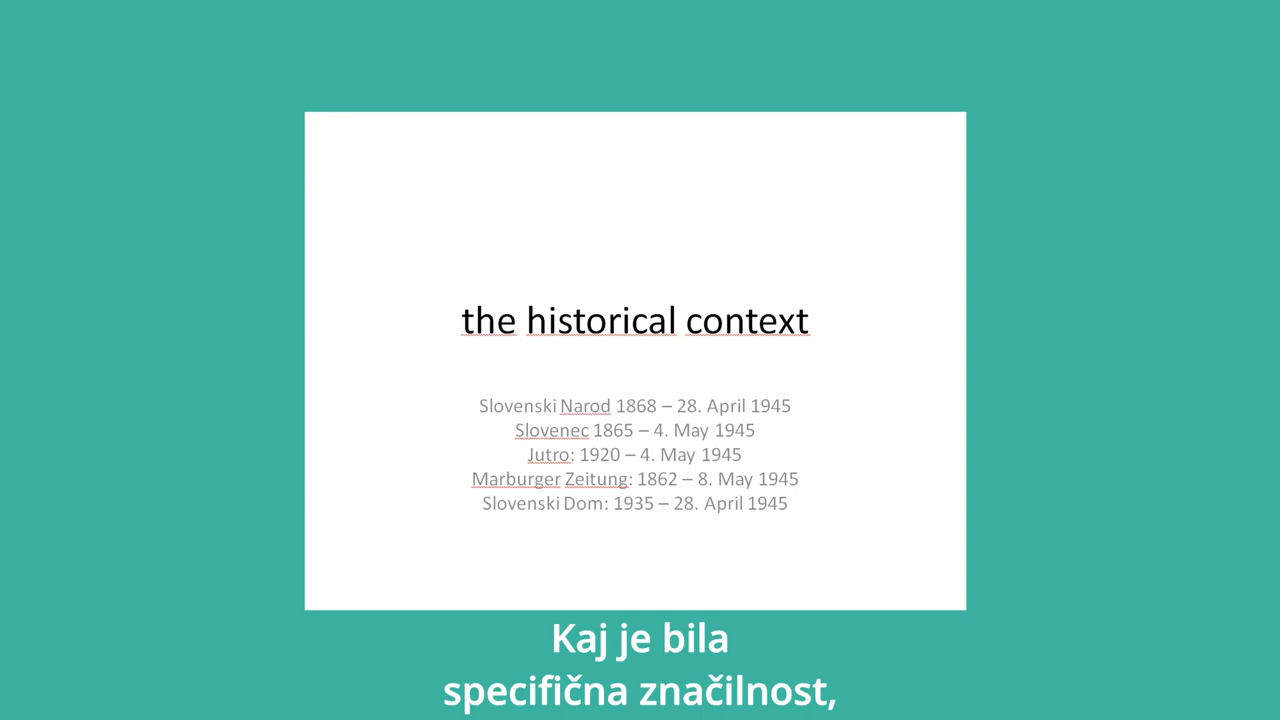 the historical context
Slovenski Narod 1868 – 28. April 1945
Slovenec 1865 – 4. May 1945
Jutro: 1920 – 4. May 1945
Marburger Zeitung: 1862 – 8. May 1945
Slovenski Dom: 1935 – 28. April 1945
Kaj je bila
specifična značilnost,